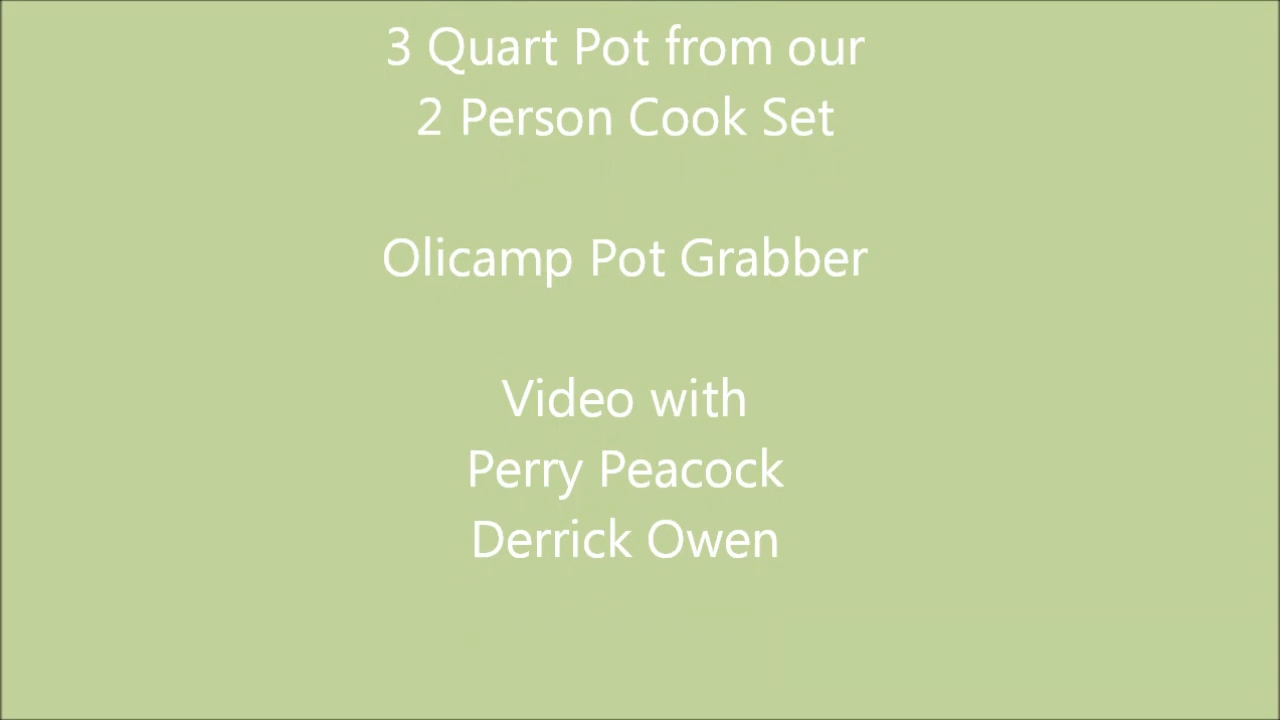 3 Quart Pot from our
2 Person Cook Set
Olicamp Pot Grabber
Video with
Perry Peacock
Derrick Owen